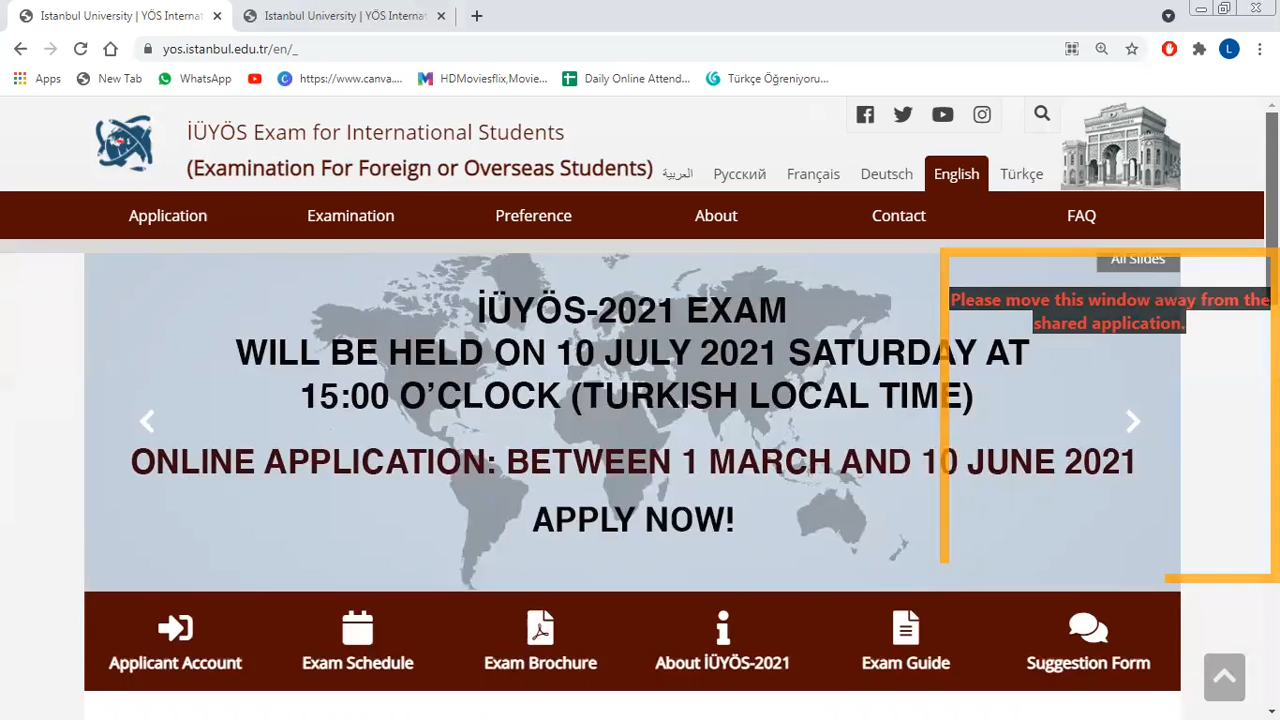 Istanbul University | YÖS Internat
Istanbul University | YÖS Internat
yos.istanbul.edu.tr/en/_
L
Apps
New Tab
WhatsApp
https://www.canva....
HDMoviesflix,Movie...
Daily Online Attend...
Türkçe Öğreniyoru...
İÜYÖS Exam for International Students
(Examination For Foreign or Overseas Students)
العربية
Русский
Français
Deutsch
English
Türkçe
Application
Examination
Preference
About
Contact
FAQ
All Slides
Please move this window away from the
shared application.
İÜYÖS-2021 EXAM
WILL BE HELD ON 10 JULY 2021 SATURDAY AT
15:00 O’CLOCK (TURKISH LOCAL TIME)
ONLINE APPLICATION: BETWEEN 1 MARCH AND 10 JUNE 2021
APPLY NOW!
Applicant Account
Exam Schedule
Exam Brochure
About İÜYÖS-2021
Exam Guide
Suggestion Form